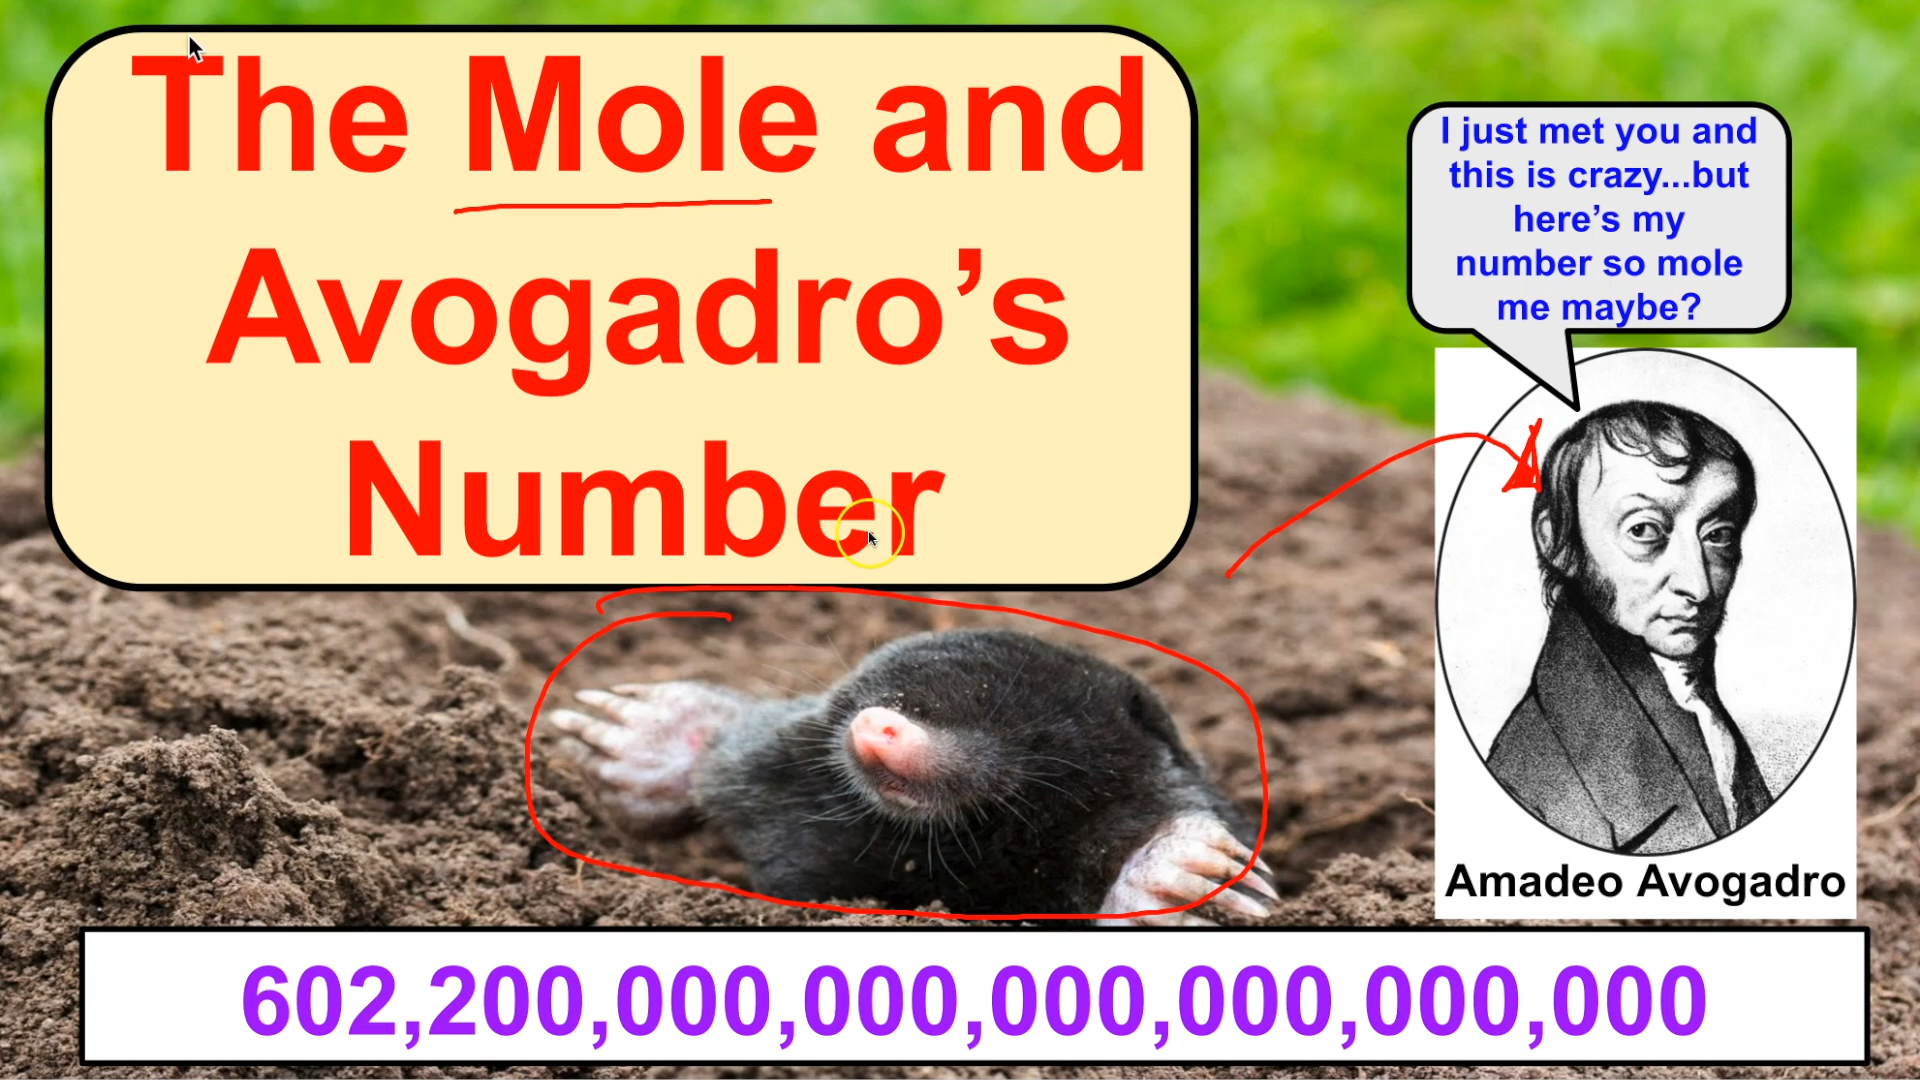 The Mole and
Avogadro's
Number
I just met you and
this is crazy...but
here's my
number so mole
me maybe?
Amadeo Avogadro
602,200,000,000,000,000,000,000